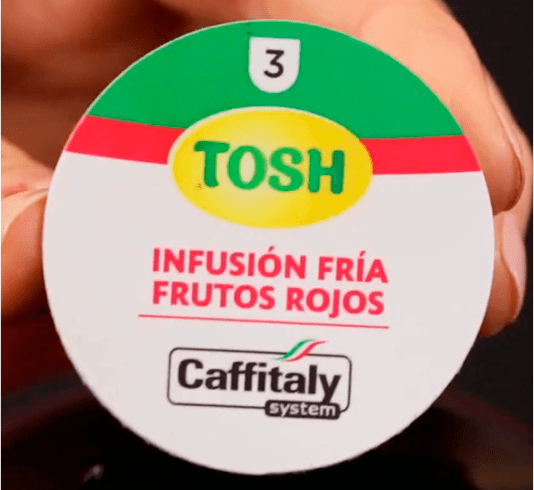 3
TOSH
INFUSIÓN FRÍA
FRUTOS ROJOS
Caffitaly
system